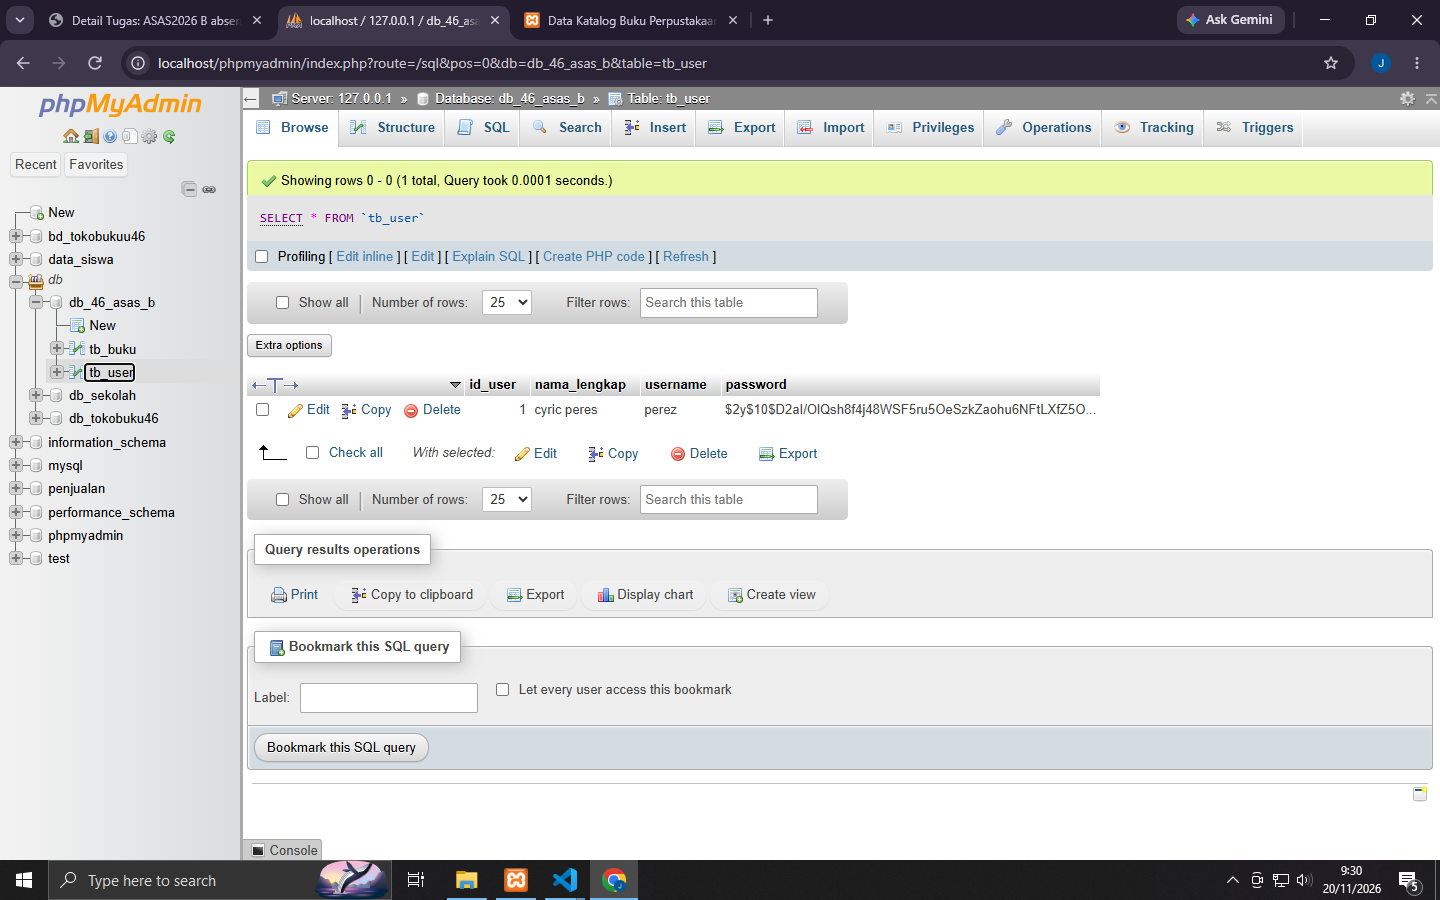 Detail Tugas: ASAS2026 B absen
localhost / 127.0.0.1 / db_46_asa
Data Katalog Buku Perpustakaan
Ask Gemini
localhost/phpmyadmin/index.php?route=/sql&pos=0&db=db_46_asas_b&table=tb_user
J
phpMyAdmin
Recent
Favorites
New
bd_tokobukuu46
data_siswa
db
db_46_asas_b
New
tb_buku
tb_user
db_sekolah
db_tokobuku46
information_schema
mysql
penjualan
performance_schema
phpmyadmin
test
Server: 127.0.0.1 » Database: db_46_asas_b » Table: tb_user
Browse
Structure
SQL
Search
Insert
Export
Import
Privileges
Operations
Tracking
Triggers
Showing rows 0 - 0 (1 total, Query took 0.0001 seconds.)
SELECT * FROM `tb_user`
Profiling [ Edit inline ] [ Edit ] [ Explain SQL ] [ Create PHP code ] [ Refresh ]
Show all | Number of rows: 25 Filter rows: Search this table
Extra options
id_user nama_lengkap username password
Edit Copy Delete 1 cyric peres perez $2y$10$D2aI/OlQsh8f4j48WSF5ru5OeSzkZaohu6NFtLXfZ5O...
Check all With selected: Edit Copy Delete Export
Show all | Number of rows: 25 Filter rows: Search this table
Query results operations
Print Copy to clipboard Export Display chart Create view
Bookmark this SQL query
Label: Let every user access this bookmark
Bookmark this SQL query
Console
Type here to search
9:30
20/11/2026
5